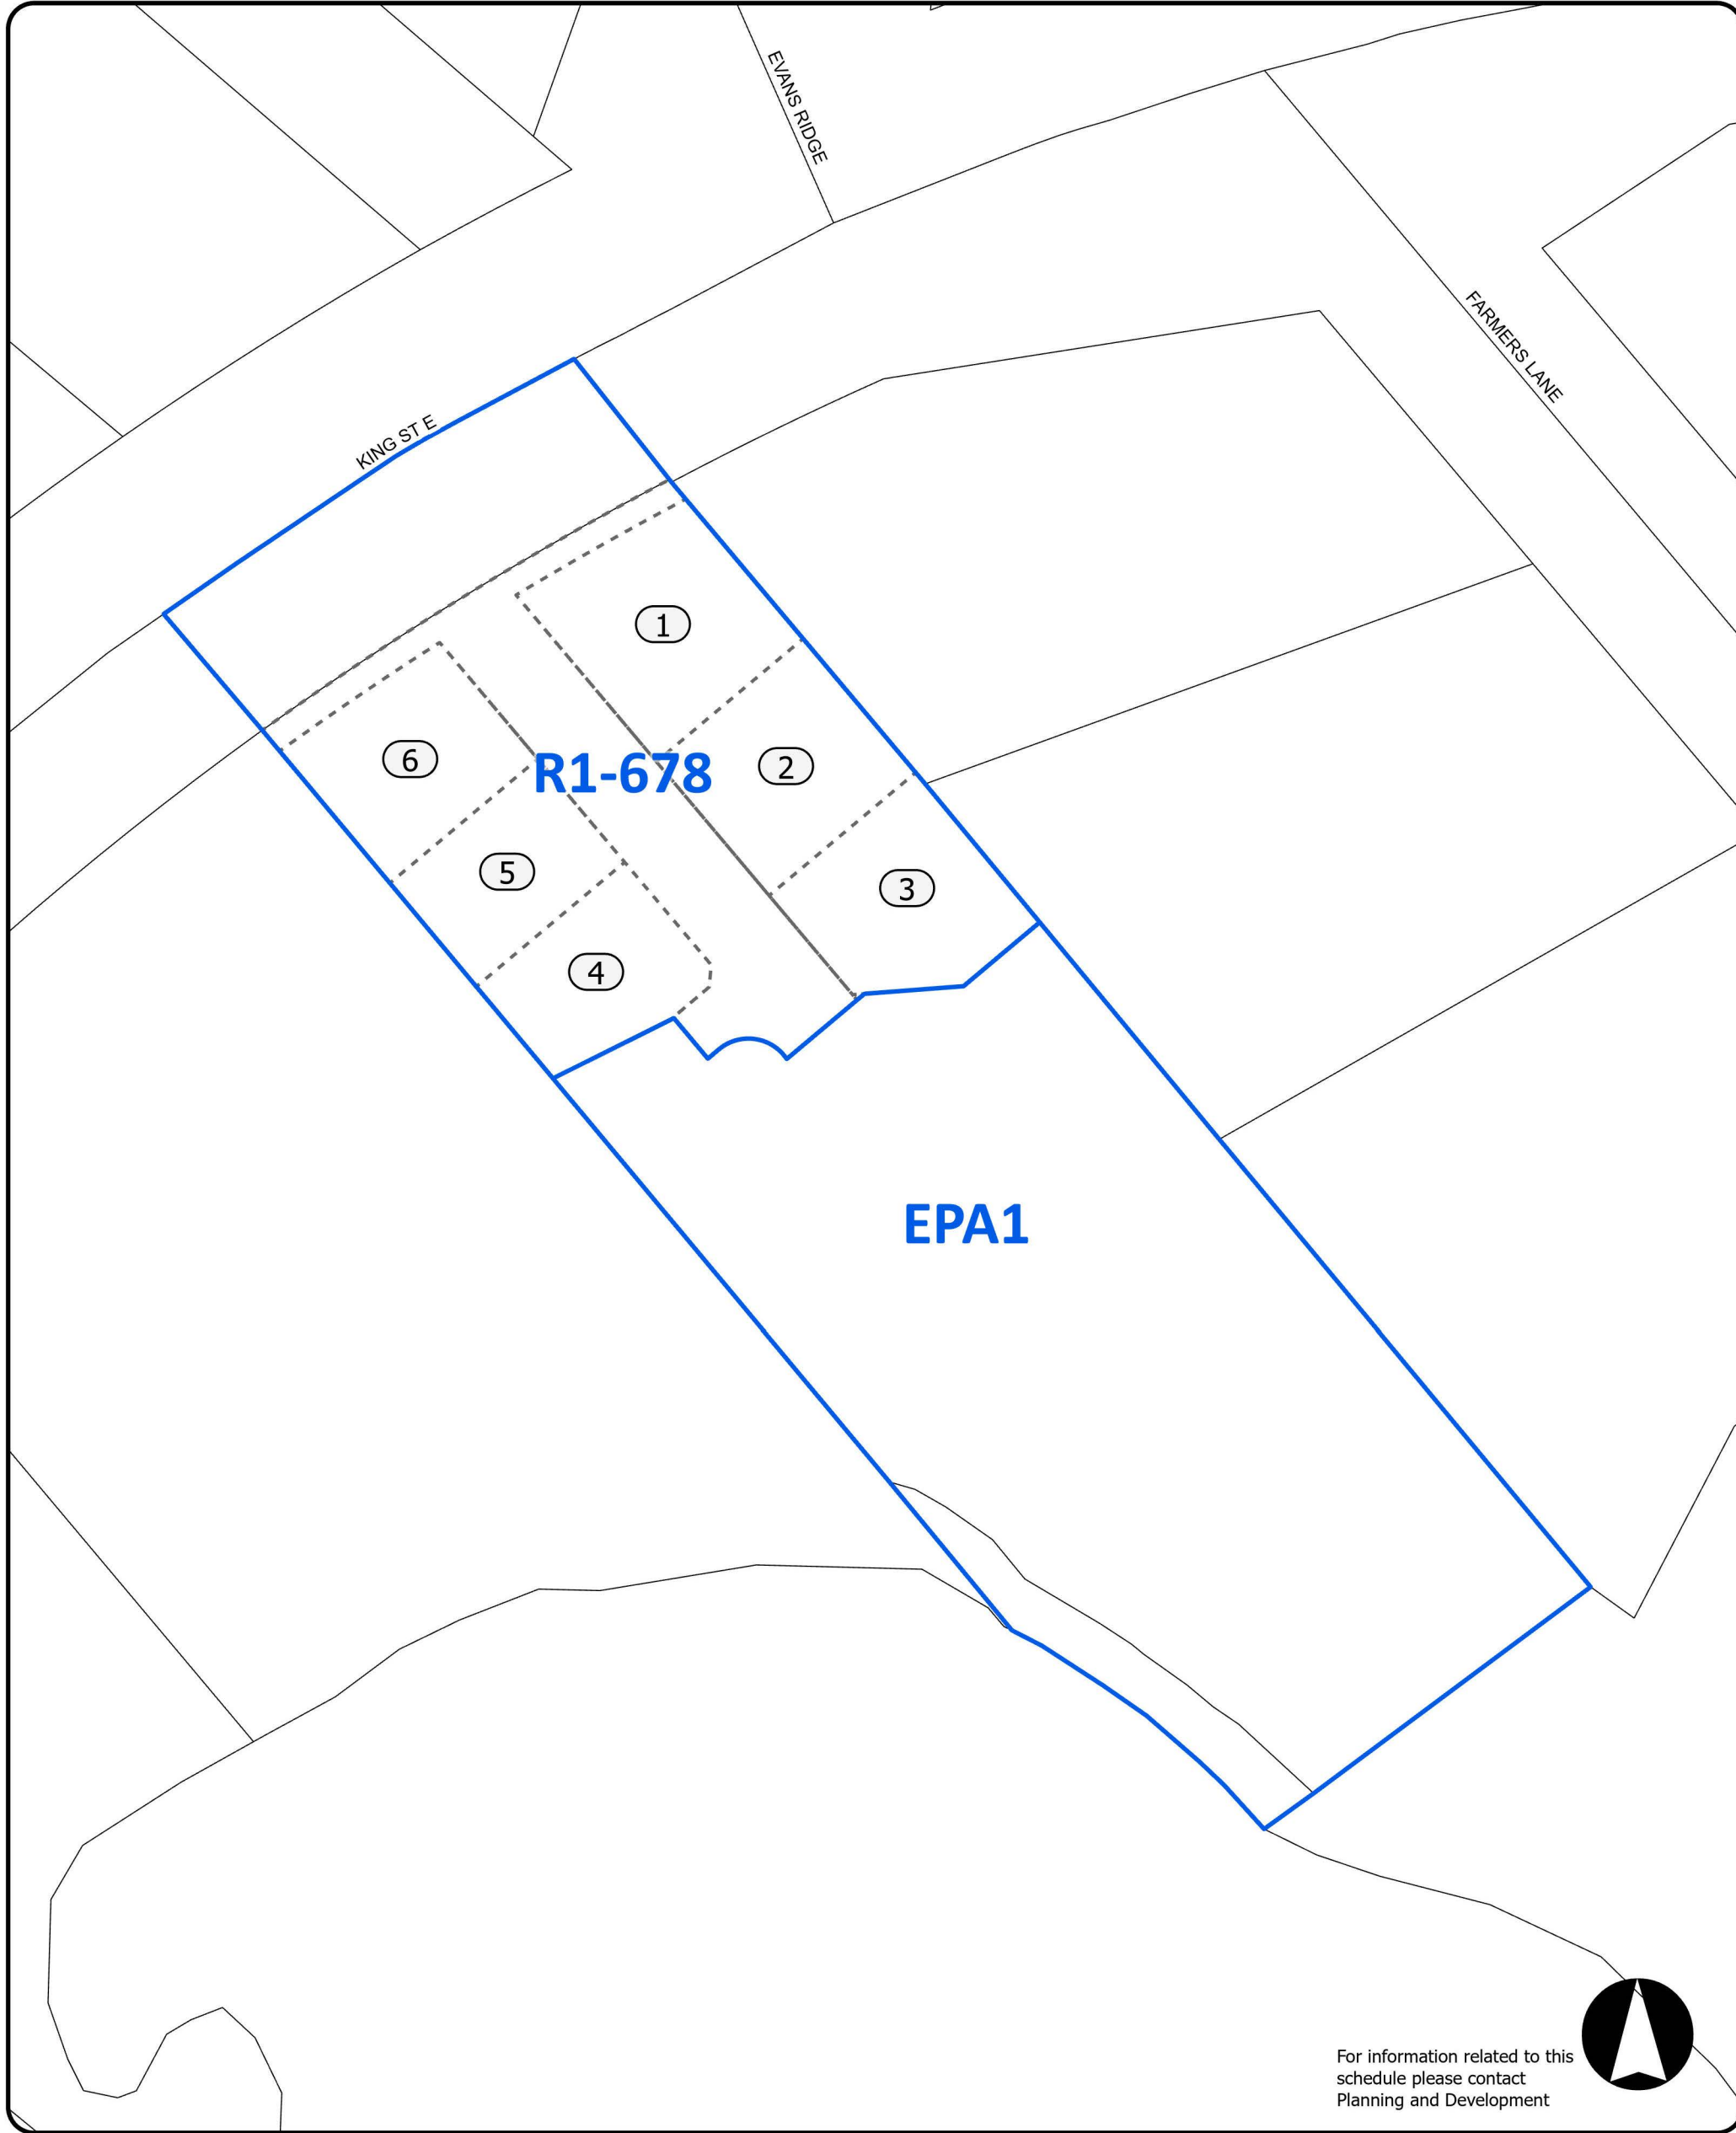 EVANS RIDGE
FARMERS LANE
KING ST E
1
6
R1-678
2
5
3
4
EPA1
For information related to this
schedule please contact
Planning and Development